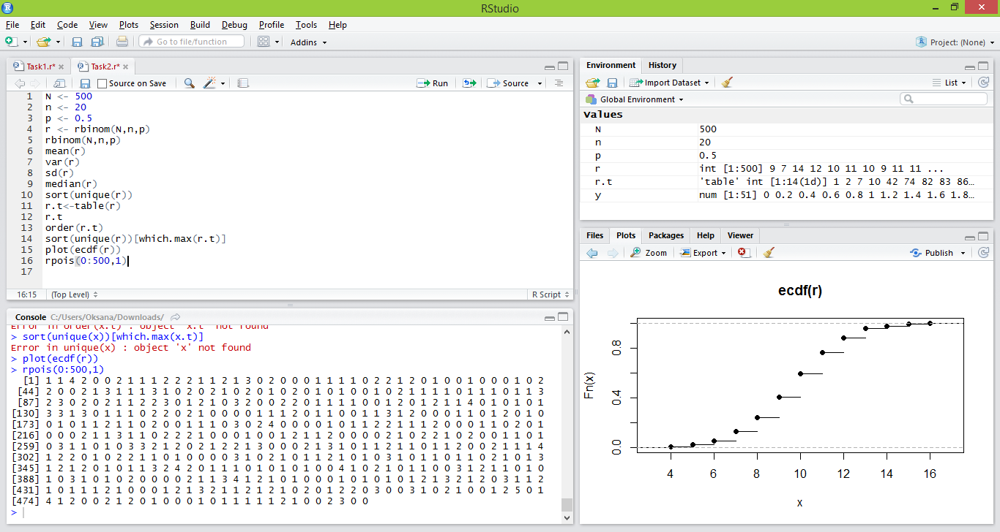 RStudio
File Edit Code View Plots Session Build Debug Profile Tools Help
Go to file/function Addins Project: (None)
Task1.r* Task2.r*
Source on Save Run Source
1 N <- 500
2 n <- 20
3 p <- 0.5
4 r <- rbinom(N,n,p)
5 rbinom(N,n,p)
6 mean(r)
7 var(r)
8 sd(r)
9 median(r)
10 sort(unique(r))
11 r.t<-table(r)
12 r.t
13 order(r.t)
14 sort(unique(r))[which.max(r.t)]
15 plot(ecdf(r))
16 rpois(0:500,1)
17
16:15 (Top Level) R Script
Console C:/Users/Oksana/Downloads/
Error in order(x.t) : object 'x.t' not found
> sort(unique(x))[which.max(x.t)]
Error in unique(x) : object 'x' not found
> plot(ecdf(r))
> rpois(0:500,1)
[1] 1 1 4 2 0 0 2 1 1 1 2 2 2 1 1 2 1 3 0 2 0 0 0 1 1 1 1 0 2 2 1 2 0 1 0 0 1 0 0 0 1 0 2
[44] 2 0 0 2 1 3 1 1 1 3 1 0 2 0 2 1 0 2 0 1 0 1 0 0 1 0 2 1 1 1 1 0 1 1 1 0 1 1 3
[87] 2 3 0 2 0 2 1 1 2 2 3 0 1 2 1 0 3 2 0 0 2 2 0 1 1 1 1 0 0 1 2 0 1 2 1 1 4 0 1 0 1 0 1
[130] 3 3 1 3 0 1 1 1 0 2 2 0 2 1 0 0 0 0 1 1 1 2 0 1 1 0 0 1 1 3 1 2 0 0 0 1 1 0 1 2 0 1 0
[173] 0 1 0 1 1 2 1 1 0 2 0 0 1 1 1 0 3 0 2 4 0 0 0 0 1 0 1 1 2 2 1 1 1 2 0 0 0 1 1 0 2 0 1
[216] 0 0 0 2 1 1 3 1 1 0 2 2 2 1 0 0 0 1 2 1 1 2 0 0 0 0 2 1 0 2 2 1 0 2 0 0 1 1 0 1
[259] 0 3 1 1 0 1 0 3 3 2 1 2 0 2 1 2 2 1 3 0 0 0 2 1 3 1 0 1 1 2 1 1 0 1 1 2 0 0 2 1 1 1 4
[302] 1 2 2 0 1 0 2 2 1 1 0 1 0 0 0 0 3 1 0 2 1 0 1 1 2 1 0 1 0 3 1 0 1 1 0 1 1 0 2 1 0 1 3
[345] 1 2 1 2 0 1 0 1 1 3 2 4 2 0 1 1 1 0 1 0 1 0 1 0 0 4 1 0 2 1 0 1 1 0 0 3 1 2 1 1 0 1 0
[388] 1 0 3 1 0 1 0 2 0 0 0 0 2 1 1 3 4 1 2 1 0 1 0 0 0 1 0 1 0 1 0 1 2 1 3 2 1 2 0 3 1 1 2
[431] 1 0 1 1 1 2 1 0 0 0 1 2 1 3 2 1 1 2 1 2 1 0 2 0 1 2 2 0 3 0 0 3 1 0 2 1 0 0 1 2 5 0 1
[474] 4 1 2 0 0 2 1 2 0 1 0 0 0 1 0 1 1 1 1 1 2 1 0 0 2 3 0 0
>
Environment History
Import Dataset List
Global Environment
Values
N 500
n 20
p 0.5
r int [1:500] 9 7 14 12 10 11 10 9 11 11 ...
r.t 'table' int [1:14(1d)] 1 2 7 10 42 74 82 83 86…
y num [1:51] 0 0.2 0.4 0.6 0.8 1 1.2 1.4 1.6 1.8…
Files Plots Packages Help Viewer
Zoom Export Publish
ecdf(r)
Fn(x)
0.8
0.4
0.0
4 6 8 10 12 14 16
x